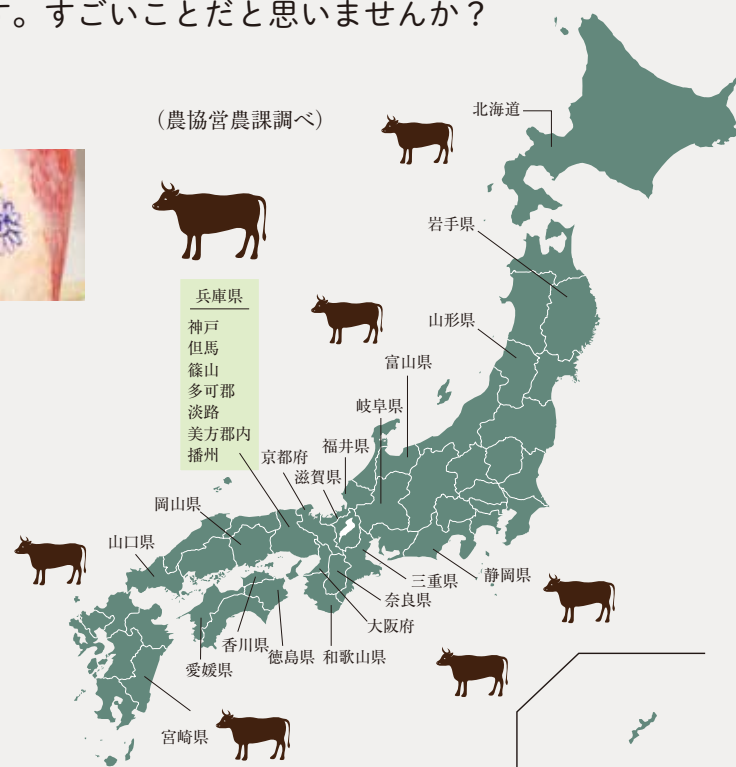 す。すごいことだと思いませんか？
（農協営農課調べ）
北海道
岩手県
山形県
富山県
岐阜県
福井県
滋賀県
京都府
兵庫県
神戸
但馬
篠山
多可郡
淡路
美方郡内
播州
岡山県
山口県
三重県
静岡県
奈良県
大阪府
和歌山県
徳島県
香川県
愛媛県
宮崎県